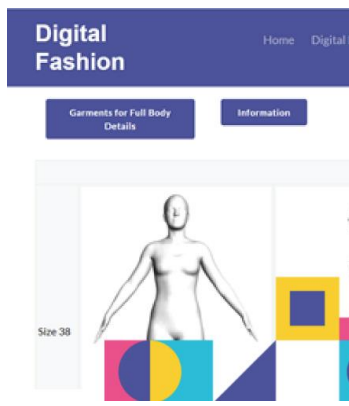 Digital
Fashion
Home Digital
Garments for Full Body
Details
Information
Size 38